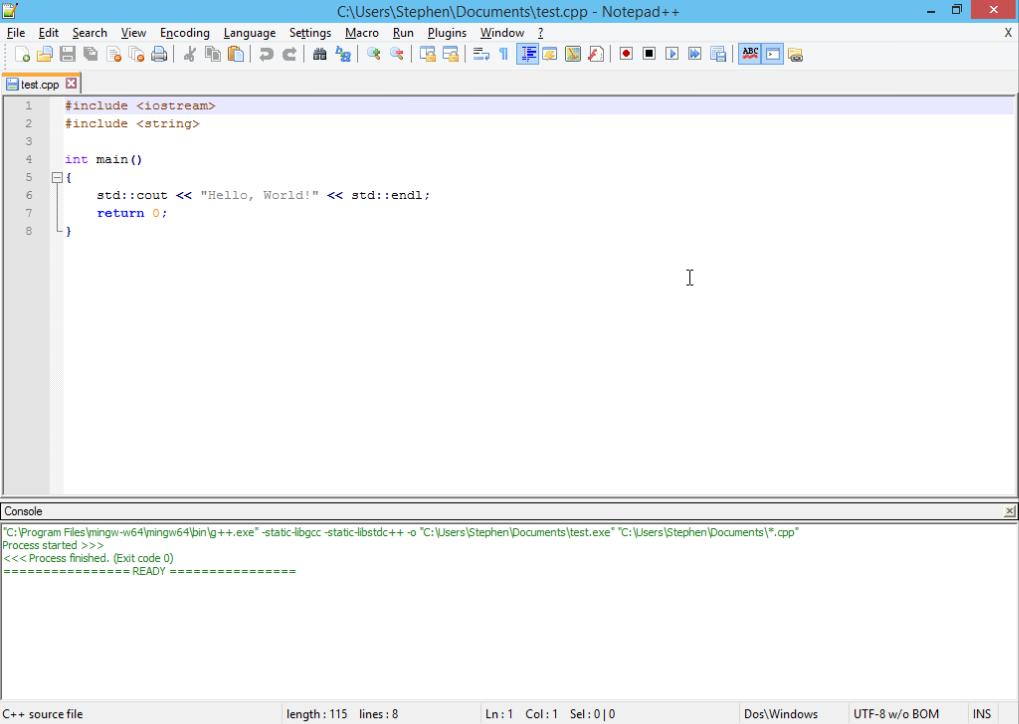 C:\Users\Stephen\Documents\test.cpp - Notepad++
File Edit Search View Encoding Language Settings Macro Run Plugins Window ? X
ABC
test.cpp
1 #include <iostream>
2 #include <string>
3
4 int main()
5 {
6 std::cout << "Hello, World!" << std::endl;
7 return 0;
8 }
Console
"C:\Program Files\mingw-w64\mingw64\bin\g++.exe" -static-libgcc -static-libstdc++ -o "C:\Users\Stephen\Documents\test.exe" "C:\Users\Stephen\Documents\*.cpp"
Process started >>>
<<< Process finished. (Exit code 0)
================ READY ================
C++ source file length : 115 lines : 8 Ln : 1 Col : 1 Sel : 0 | 0 Dos\Windows UTF-8 w/o BOM INS